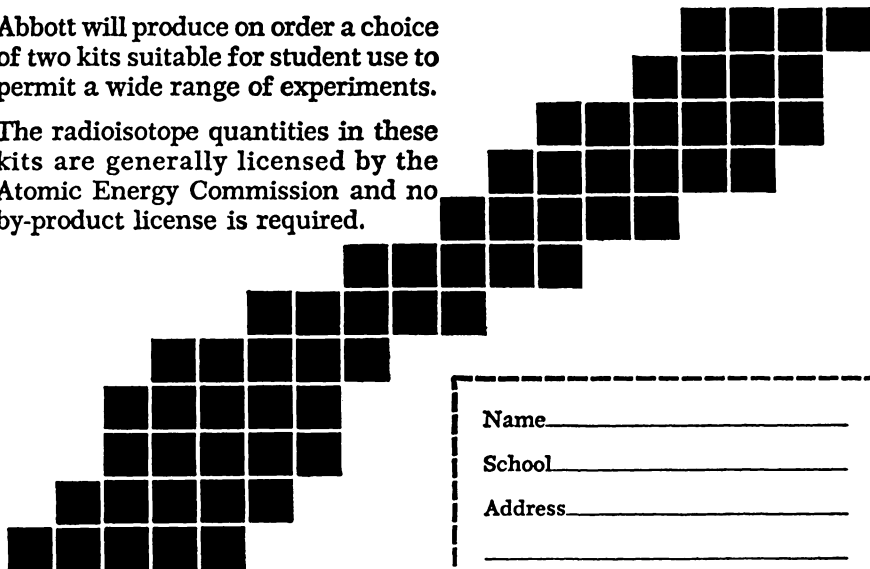 Abbott will produce on order a choice
of two kits suitable for student use to
permit a wide range of experiments.
The radioisotope quantities in these
kits are generally licensed by the
Atomic Energy Commission and no
by-product license is required.
Name
School
Address